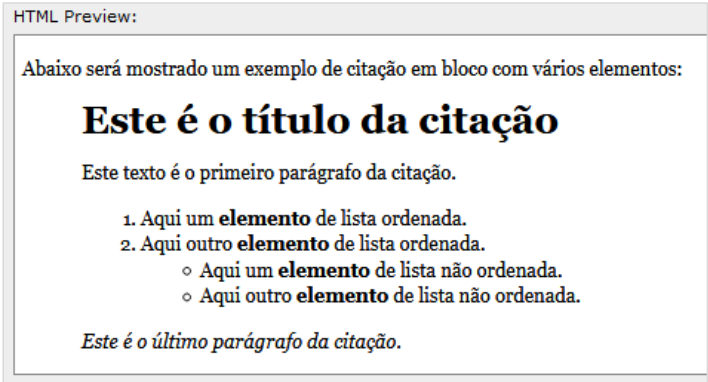 HTML Preview:
Abaixo será mostrado um exemplo de citação em bloco com vários elementos:
Este é o título da citação
Este texto é o primeiro parágrafo da citação.
1. Aqui um elemento de lista ordenada.
2. Aqui outro elemento de lista ordenada.
◦ Aqui um elemento de lista não ordenada.
◦ Aqui outro elemento de lista não ordenada.
Este é o último parágrafo da citação.